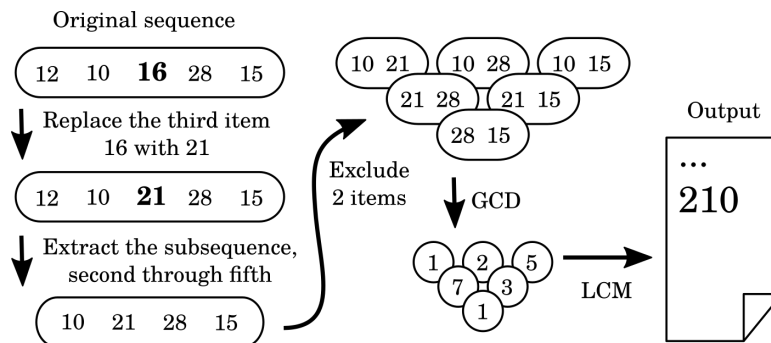 Original sequence
12 10 16 28 15
Replace the third item
16 with 21
12 10 21 28 15
Extract the subsequence,
second through fifth
10 21 28 15
Exclude
2 items
10 21 10 28 10 15
21 28 21 15
28 15
GCD
1 2 5
7 3
1
LCM
Output
...
210